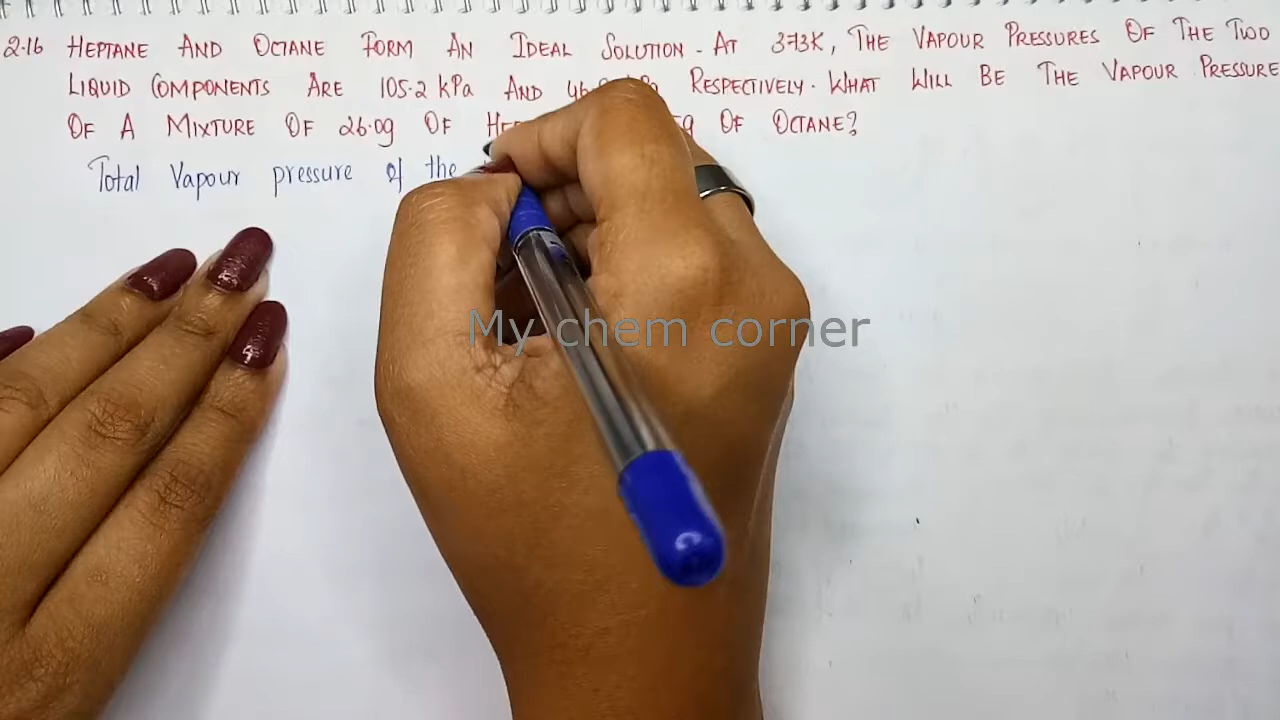 2.16 HEPTANE AND OCTANE FORM AN IDEAL SOLUTION. AT 373K, THE VAPOUR PRESSURES OF THE TWO
LIQUID COMPONENTS ARE 105.2 kPa AND RESPECTIVELY. WHAT WILL BE THE VAPOUR PRESSURE
OF A MIXTURE OF 26.0g OF OF OCTANE?
Total Vapour pressure of the
My chem corner